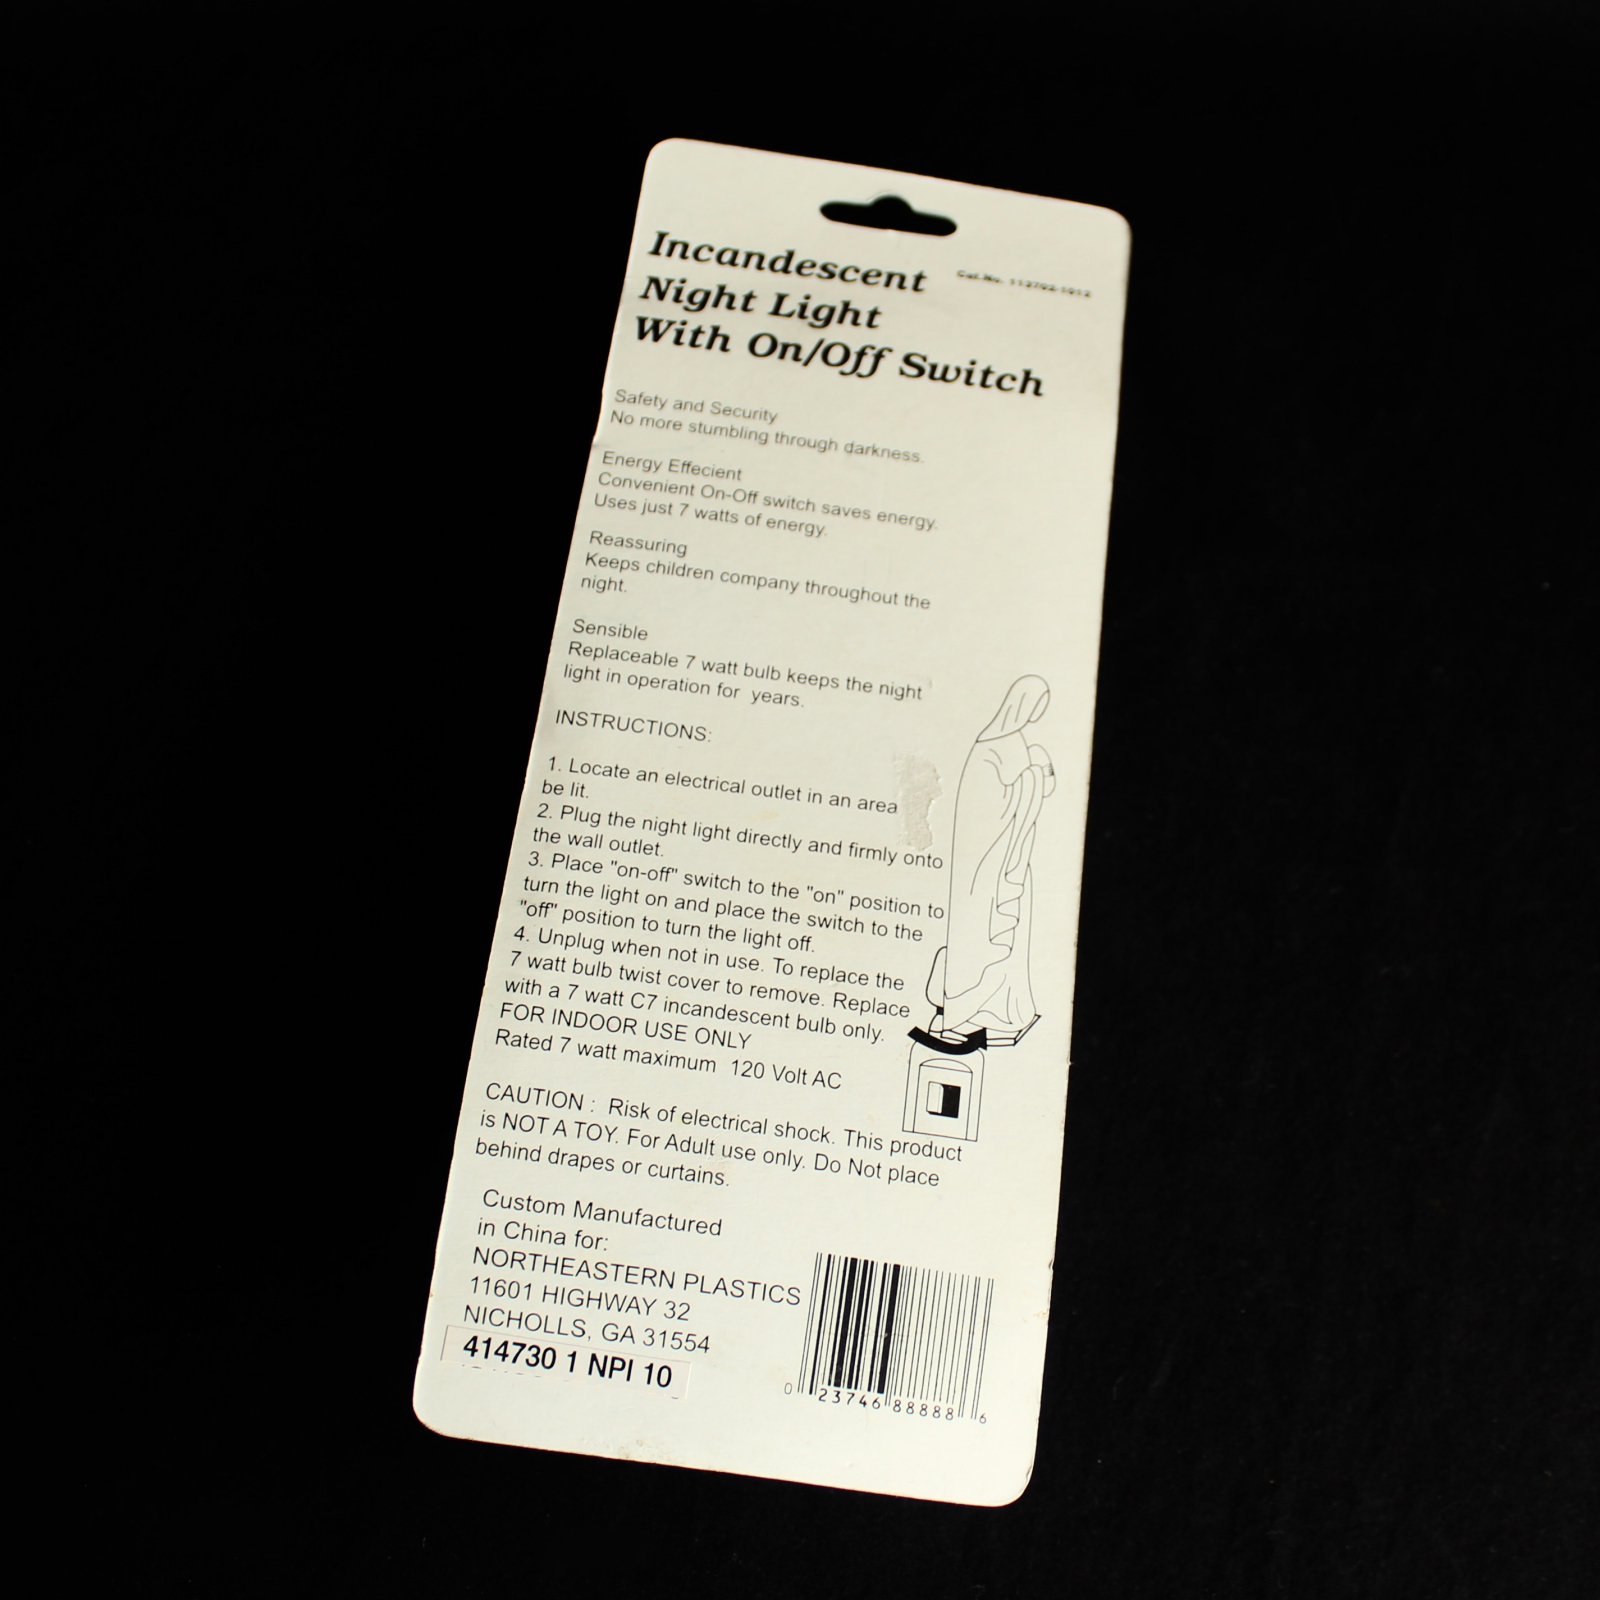 Incandescent
Night Light
With On/Off Switch
Cat.No.
Safety and Security
No more stumbling through darkness.
Energy Effecient
Convenient On-Off switch saves energy.
Uses just 7 watts of energy.
Reassuring
Keeps children company throughout the
night.
Sensible
Replaceable 7 watt bulb keeps the night
light in operation for years.
INSTRUCTIONS:
1. Locate an electrical outlet in an area
be lit.
2. Plug the night light directly and firmly onto
the wall outlet.
3. Place "on-off" switch to the "on" position to
turn the light on and place the switch to the
"off" position to turn the light off.
4. Unplug when not in use. To replace the
7 watt bulb twist cover to remove. Replace
with a 7 watt C7 incandescent bulb only.
FOR INDOOR USE ONLY
Rated 7 watt maximum 120 Volt AC
CAUTION : Risk of electrical shock. This product
is NOT A TOY. For Adult use only. Do Not place
behind drapes or curtains.
Custom Manufactured
in China for:
NORTHEASTERN PLASTICS
11601 HIGHWAY 32
NICHOLLS, GA 31554
414730 1 NPI 10
0 23746 88888 6